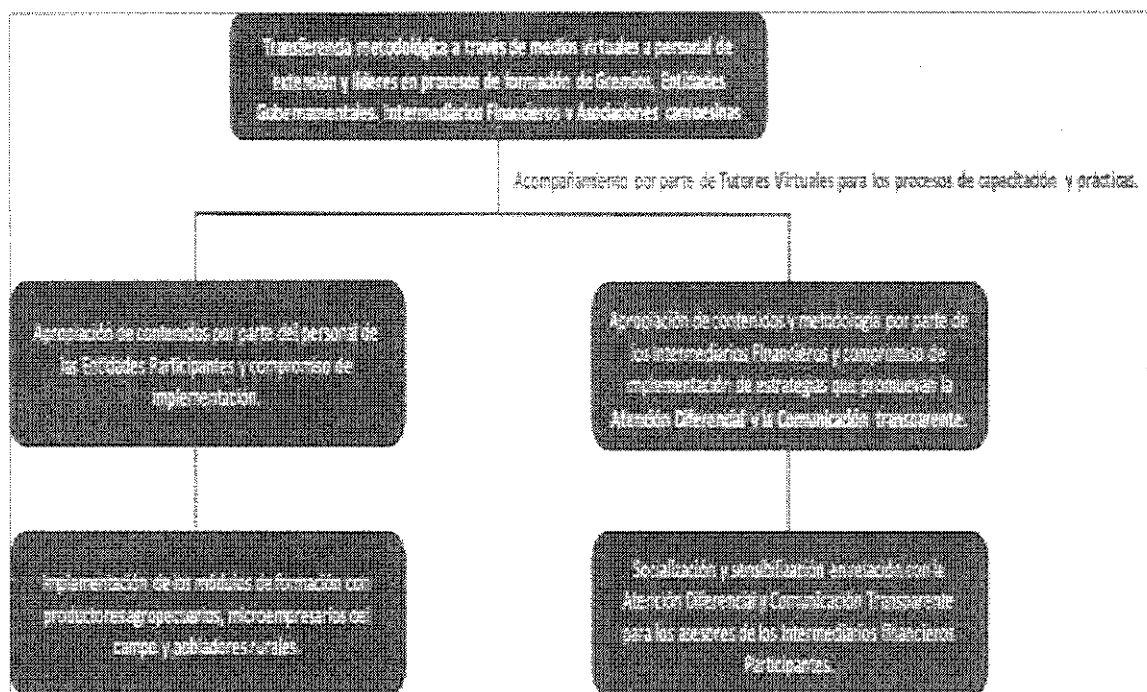 Transferencia metodológica a través de medios virtuales a personal de
extensión y líderes en procesos de formación de Gremios, Entidades
Gubernamentales, Intermediarios Financieros y Asociaciones campesinas
Acompañamiento por parte de Tutores Virtuales para los procesos de capacitación y prácticas.
Apropiación de contenidos por parte del personal de
las Entidades Participantes y compromiso de
implementación.
Apropiación de contenidos y metodología por parte de
los Intermediarios Financieros y compromiso de
implementación de estrategias que promuevan la
Atención Diferencial y la Comunicación transparente.
Implementación de los módulos de formación con
productores agropecuarios, microempresarios del
campo y pobladores rurales.
Socialización y sensibilización en relación con la
Atención Diferencial y Comunicación Transparente
para los asesores de los Intermediarios Financieros
Participantes.